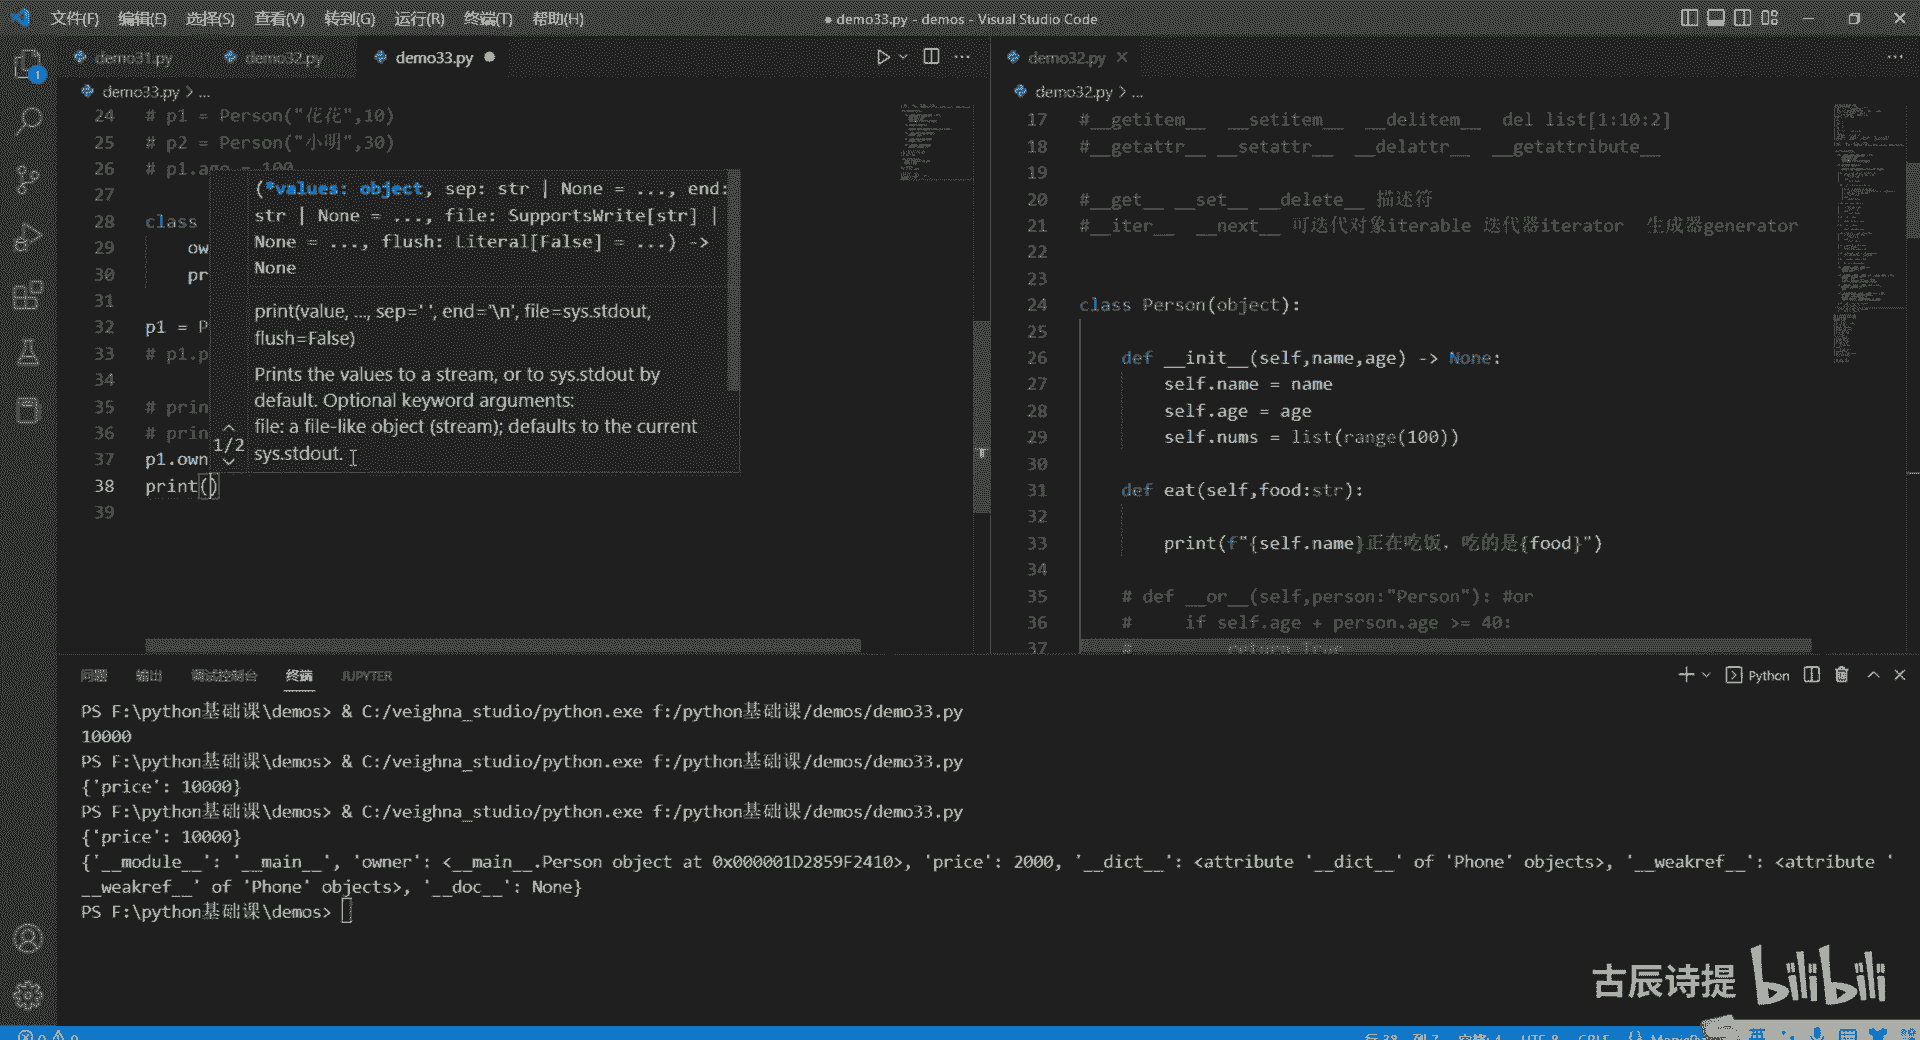 文件(F) 编辑(E) 选择(S) 查看(V) 转到(G) 运行(R) 终端(T) 帮助(H)
● demo33.py - demos - Visual Studio Code
demo31.py demo32.py demo33.py ●
demo33.py > ...
24 # p1 = Person("花花",10)
25 # p2 = Person("小明",30)
26 # p1.age = 100
27
28 class
29 ow
30 pr
31
32 p1 = P
33 # p1.p
34
35 # prin
36 # prin
37 p1.own
38 print()
39
(*values: object, sep: str | None = ..., end:
str | None = ..., file: SupportsWrite[str] |
None = ..., flush: Literal[False] = ...) ->
None
print(value, ..., sep=' ', end='\n', file=sys.stdout,
flush=False)
Prints the values to a stream, or to sys.stdout by
default. Optional keyword arguments:
file: a file-like object (stream); defaults to the current
sys.stdout.
1/2
demo32.py
demo32.py > ...
17 #__getitem__ __setitem__ __delitem__ del list[1:10:2]
18 #__getattr__ __setattr__ __delattr__ __getattribute__
19
20 #__get__ __set__ __delete__ 描述符
21 #__iter__ __next__ 可迭代对象iterable 迭代器iterator 生成器generator
22
23
24 class Person(object):
25
26 def __init__(self,name,age) -> None:
27 self.name = name
28 self.age = age
29 self.nums = list(range(100))
30
31 def eat(self,food:str):
32
33 print(f"{self.name}正在吃饭，吃的是{food}")
34
35 # def __or__(self,person:"Person"): #or
36 # if self.age + person.age >= 40:
37 # return True
问题 输出 调试控制台 终端 JUPYTER
Python
PS F:\python基础课\demos> & C:/veighna_studio/python.exe f:/python基础课/demos/demo33.py
10000
PS F:\python基础课\demos> & C:/veighna_studio/python.exe f:/python基础课/demos/demo33.py
{'price': 10000}
PS F:\python基础课\demos> & C:/veighna_studio/python.exe f:/python基础课/demos/demo33.py
{'price': 10000}
{'__module__': '__main__', 'owner': <__main__.Person object at 0x000001D2859F2410>, 'price': 2000, '__dict__': <attribute '__dict__' of 'Phone' objects>, '__weakref__': <attribute '
__weakref__' of 'Phone' objects>, '__doc__': None}
PS F:\python基础课\demos>
古辰诗提 bilibili